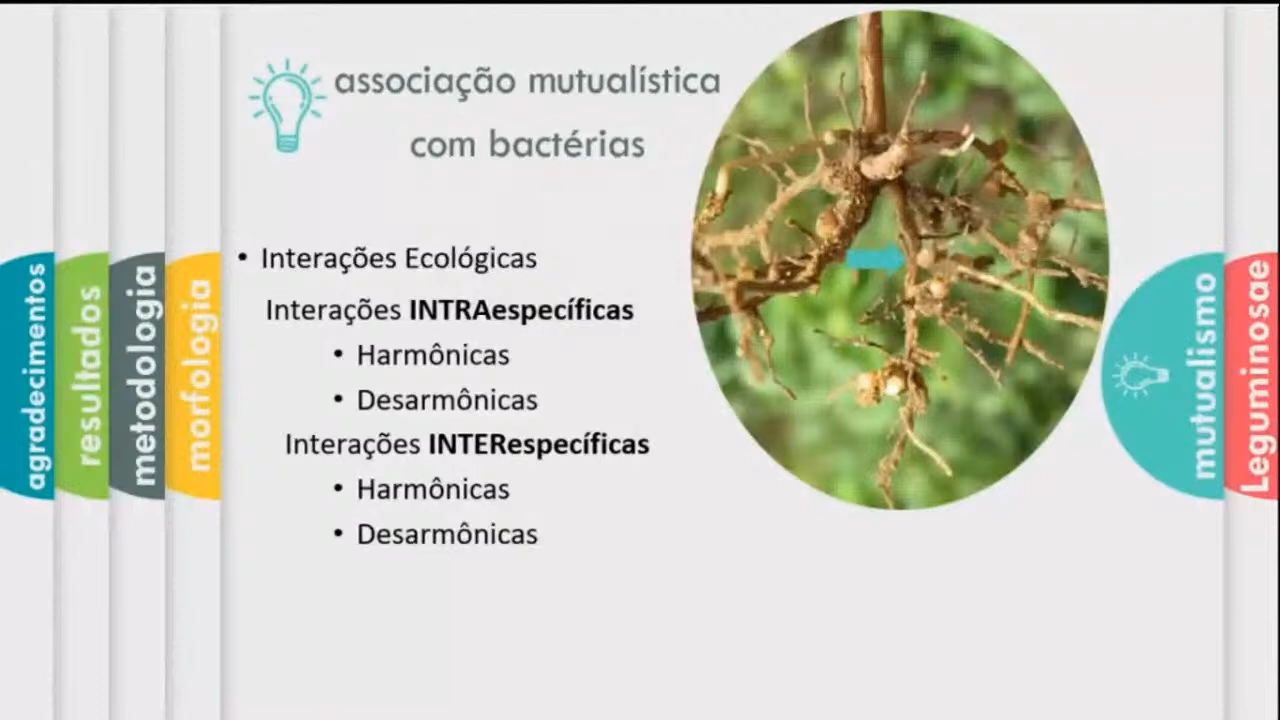 associação mutualística
com bactérias
• Interações Ecológicas
Interações INTRAespecíficas
• Harmônicas
• Desarmônicas
Interações INTERespecíficas
• Harmônicas
• Desarmônicas
agradecimentos
resultados
metodologia
morfologia
mutualismo
Leguminosae